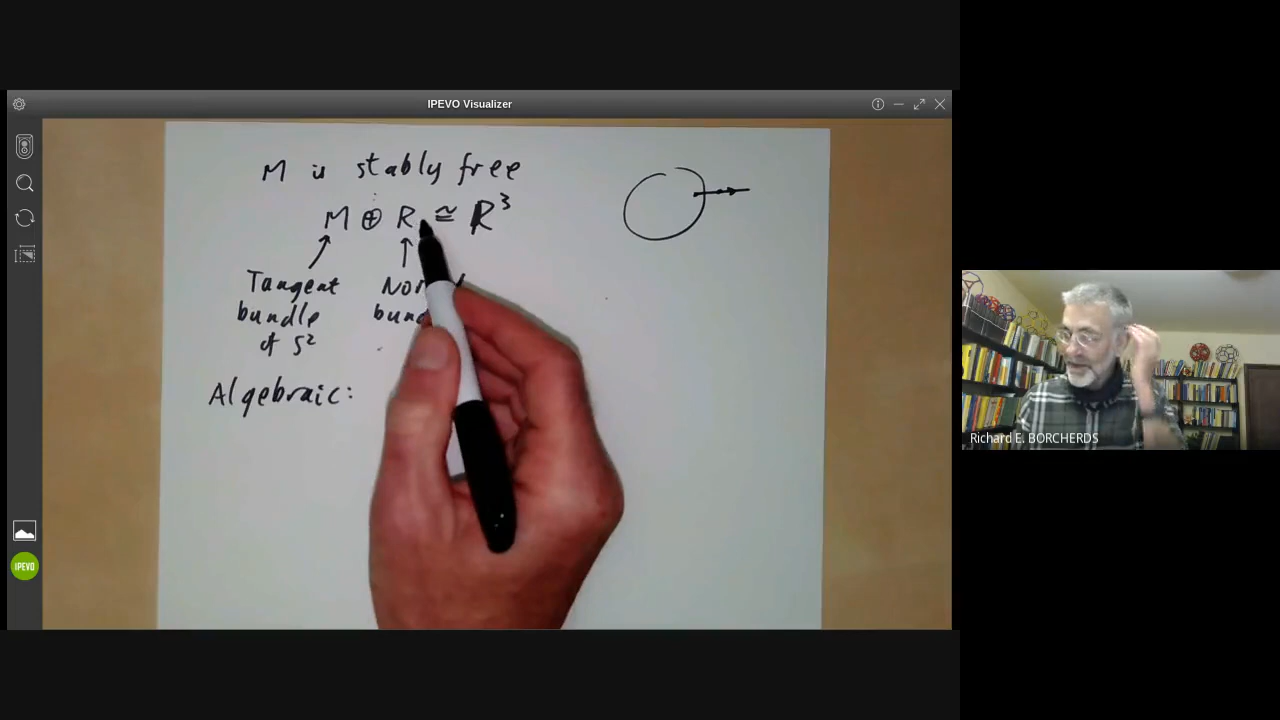 IPEVO Visualizer
M is stably free
M ⊕ R ≅ R³
Tangent
bundle
of S²
Algebraic:
Richard E. BORCHERDS
IPEVO